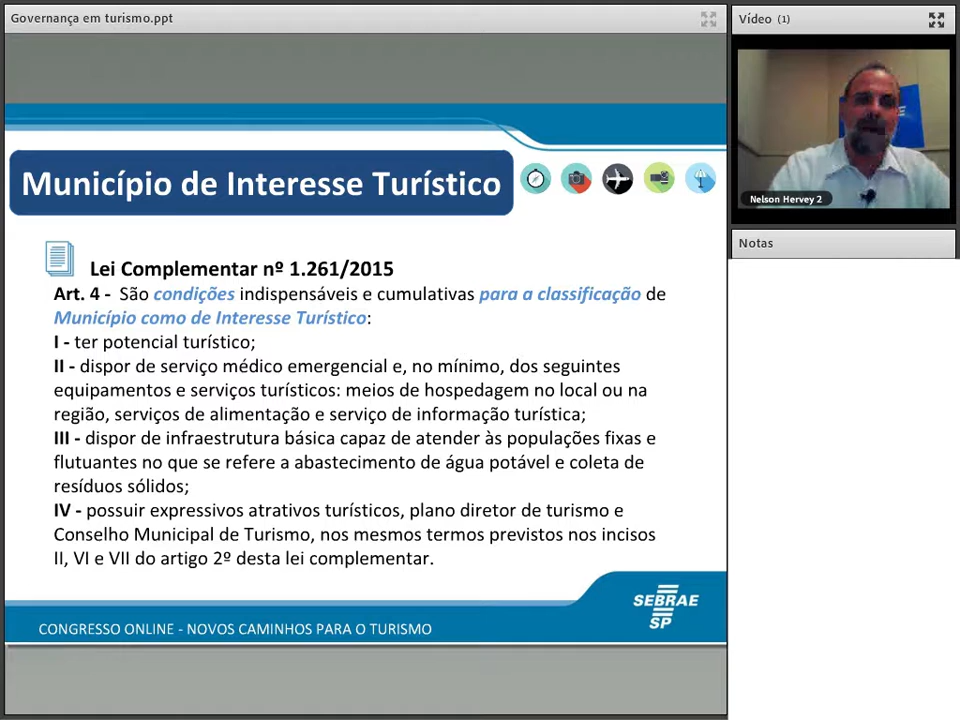 Governança em turismo.ppt
Vídeo (1)
Nelson Hervey 2
Notas
Município de Interesse Turístico
Lei Complementar nº 1.261/2015
Art. 4 - São condições indispensáveis e cumulativas para a classificação de
Município como de Interesse Turístico:
I - ter potencial turístico;
II - dispor de serviço médico emergencial e, no mínimo, dos seguintes
equipamentos e serviços turísticos: meios de hospedagem no local ou na
região, serviços de alimentação e serviço de informação turística;
III - dispor de infraestrutura básica capaz de atender às populações fixas e
flutuantes no que se refere a abastecimento de água potável e coleta de
resíduos sólidos;
IV - possuir expressivos atrativos turísticos, plano diretor de turismo e
Conselho Municipal de Turismo, nos mesmos termos previstos nos incisos
II, VI e VII do artigo 2º desta lei complementar.
CONGRESSO ONLINE - NOVOS CAMINHOS PARA O TURISMO
SEBRAE
SP